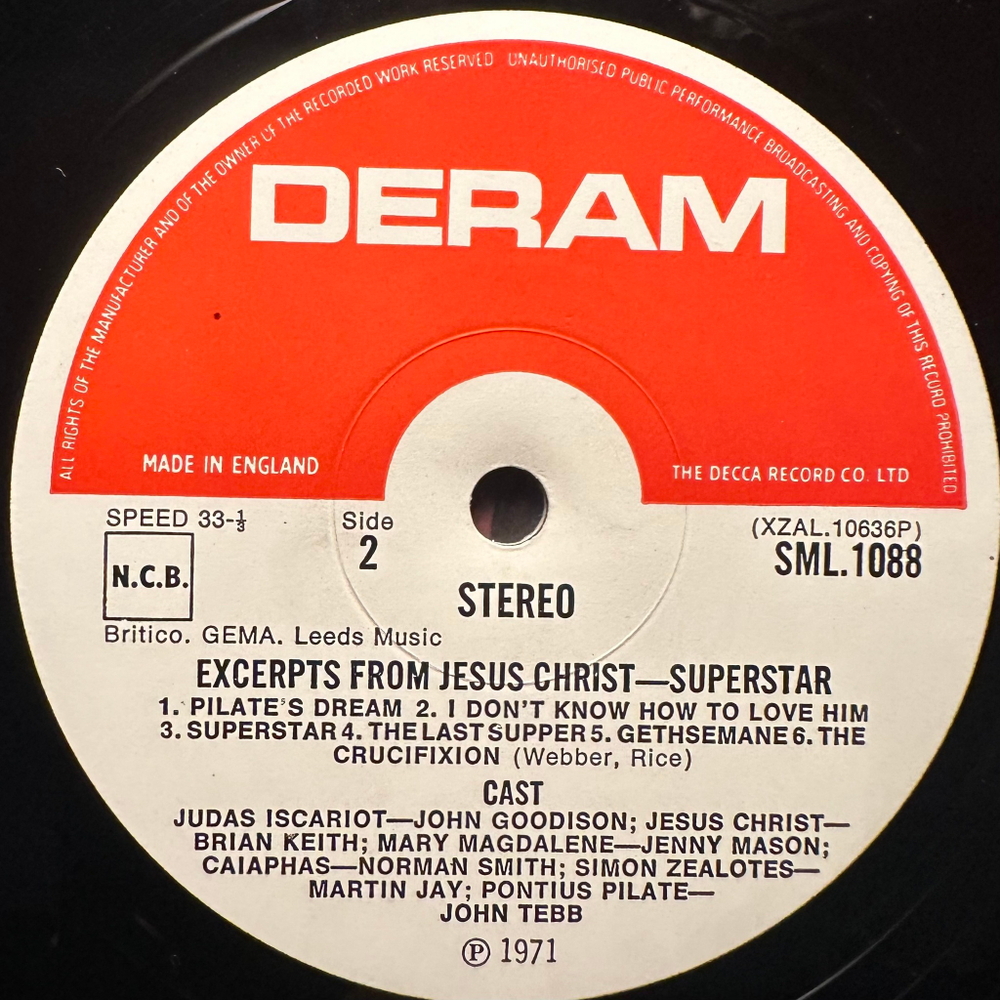 ALL RIGHTS OF THE MANUFACTURER AND OF THE OWNER OF THE RECORDED WORK RESERVED UNAUTHORISED PUBLIC PERFORMANCE BROADCASTING AND COPYING OF THIS RECORD PROHIBITED
DERAM
MADE IN ENGLAND
THE DECCA RECORD CO. LTD
SPEED 33-⅓
Side
(XZAL.10636P)
2
SML.1088
N.C.B.
STEREO
Britico. GEMA. Leeds Music
EXCERPTS FROM JESUS CHRIST—SUPERSTAR
1. PILATE'S DREAM 2. I DON'T KNOW HOW TO LOVE HIM
3. SUPERSTAR 4. THE LAST SUPPER 5. GETHSEMANE 6. THE
CRUCIFIXION (Webber, Rice)
CAST
JUDAS ISCARIOT—JOHN GOODISON; JESUS CHRIST—
BRIAN KEITH; MARY MAGDALENE—JENNY MASON;
CAIAPHAS—NORMAN SMITH; SIMON ZEALOTES—
MARTIN JAY; PONTIUS PILATE—
JOHN TEBB
℗ 1971